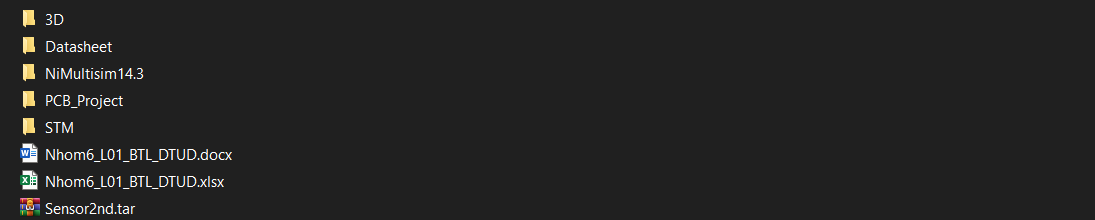 3D
Datasheet
NiMultisim14.3
PCB_Project
STM
Nhom6_L01_BTL_DTUD.docx
Nhom6_L01_BTL_DTUD.xlsx
Sensor2nd.tar